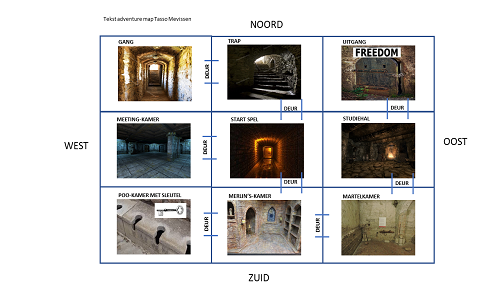 Tekst adventure map Tasso Mevissen
NOORD
GANG
TRAP
UITGANG
FREEDOM
DEUR
DEUR
DEUR
MEETING-KAMER
START SPEL
STUDIEHAL
WEST
OOST
DEUR
DEUR
DEUR
POO-KAMER MET SLEUTEL
MERLIJN'S-KAMER
MARTELKAMER
DEUR
DEUR
ZUID